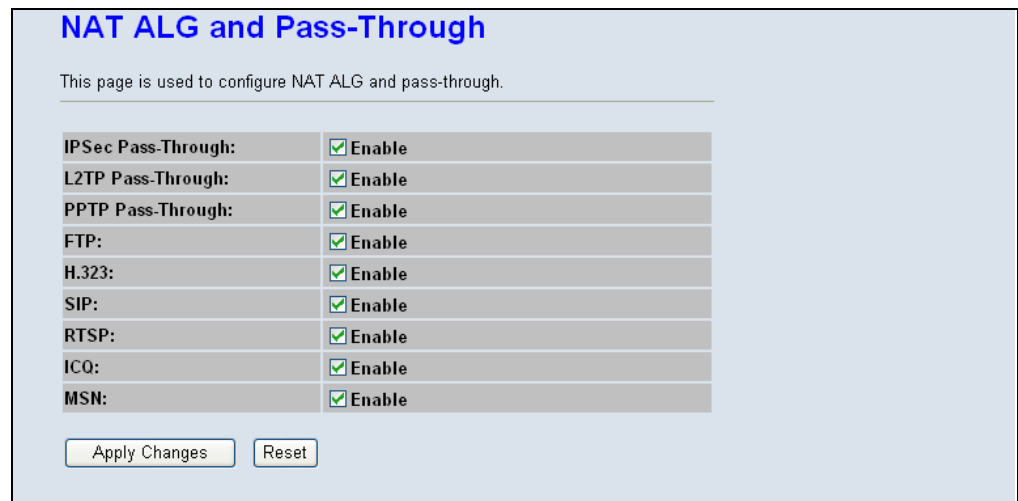 NAT ALG and Pass-Through
This page is used to configure NAT ALG and pass-through.
IPSec Pass-Through: Enable
L2TP Pass-Through: Enable
PPTP Pass-Through: Enable
FTP: Enable
H.323: Enable
SIP: Enable
RTSP: Enable
ICQ: Enable
MSN: Enable
Apply Changes Reset